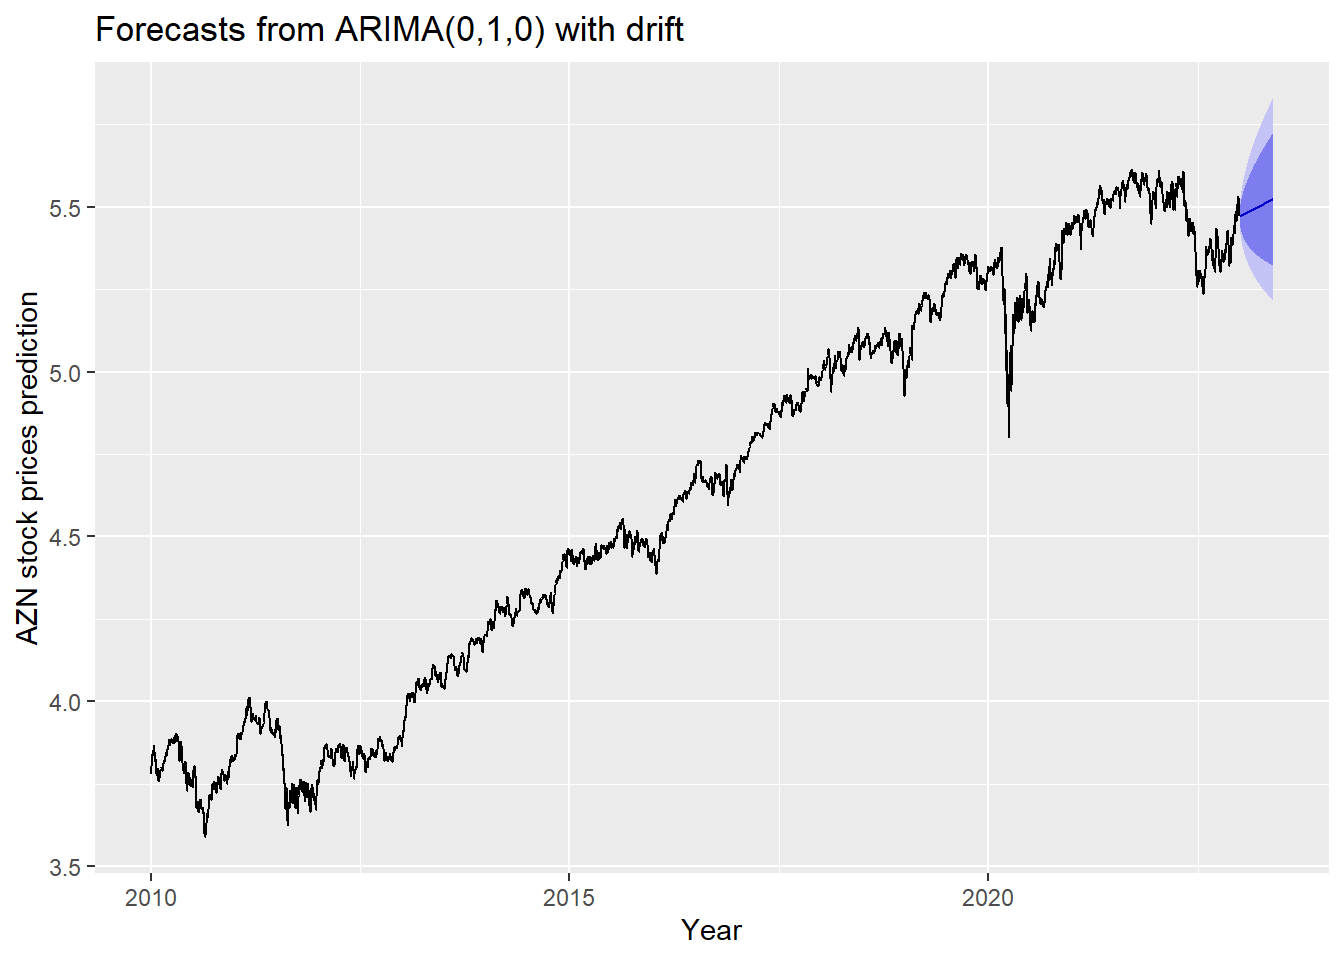 Forecasts from ARIMA(0,1,0) with drift
AZN stock prices prediction
5.5
5.0
4.5
4.0
3.5
2010
2015
2020
Year